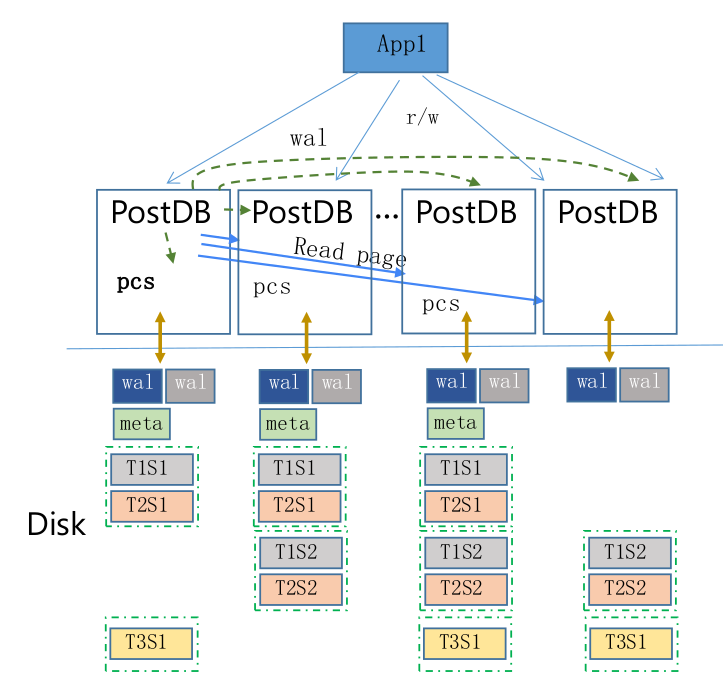 App1
r/w
wal
PostDB PostDB ... PostDB PostDB
Read page
pcs pcs pcs
wal wal wal wal wal wal wal wal
meta meta meta
T1S1 T1S1 T1S1
T2S1 T2S1 T2S1
Disk
T1S2 T1S2 T1S2
T2S2 T2S2 T2S2
T3S1 T3S1 T3S1